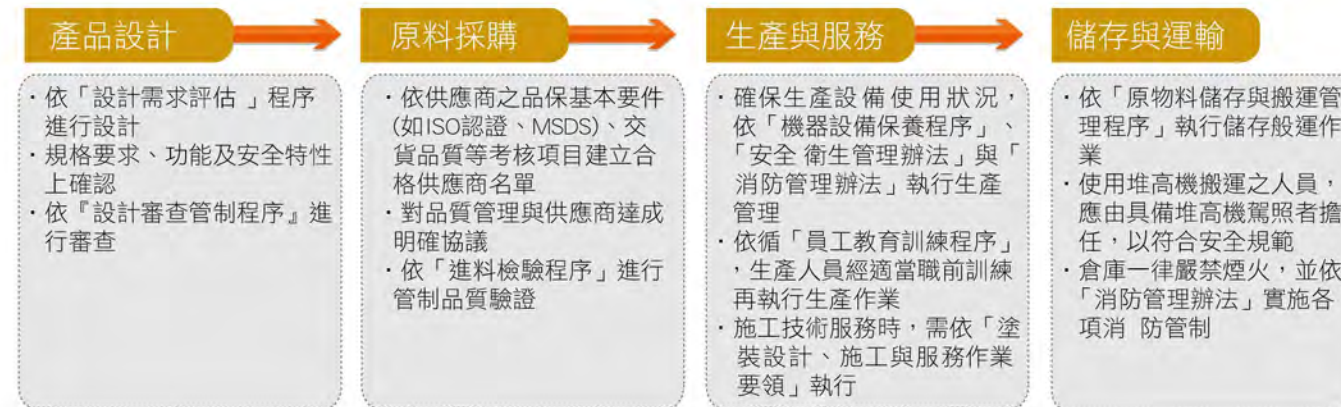 產品設計
・依「設計需求評估 」程序
進行設計
・規格要求、功能及安全特性
上確認
・依『設計審查管制程序』進
行審查
原料採購
・依供應商之品保基本要件
(如ISO認證、MSDS)、交
貨品質等考核項目建立合
格供應商名單
・對品質管理與供應商達成
明確協議
・依「進料檢驗程序」進行
管制品質驗證
生產與服務
・確保生產設備使用狀況，
依「機器設備保養程序」、
「安全 衛生管理辦法」與「
消防管理辦法」執行生產
管理
・依循「員工教育訓練程序」
，生產人員經適當職前訓練
再執行生產作業
・施工技術服務時，需依「塗
裝設計、施工與服務作業
要領」執行
儲存與運輸
・依「原物料儲存與搬運管
理程序」執行儲存般運作
業
・使用堆高機搬運之人員，
應由具備堆高機駕照者擔
任，以符合安全規範
・倉庫一律嚴禁煙火，並依
「消防管理辦法」實施各
項消 防管制